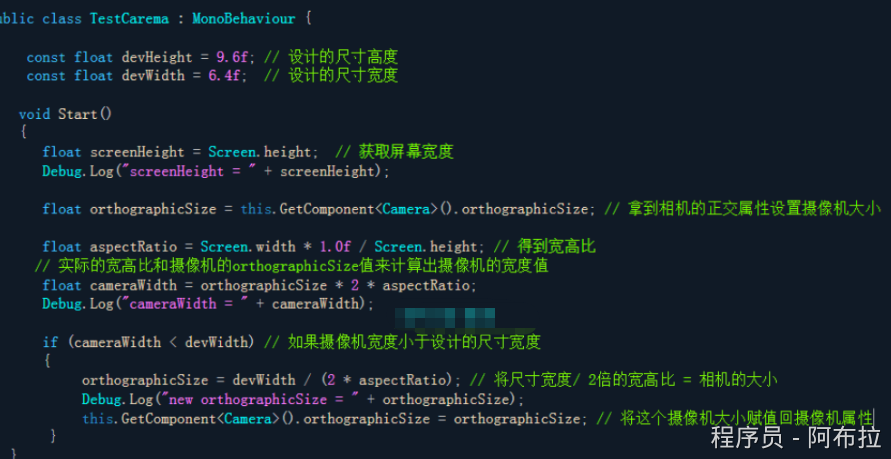 ublic class TestCarema : MonoBehaviour {
const float devHeight = 9.6f; // 设计的尺寸高度
const float devWidth = 6.4f; // 设计的尺寸宽度
void Start()
{
float screenHeight = Screen.height; // 获取屏幕宽度
Debug.Log("screenHeight = " + screenHeight);
float orthographicSize = this.GetComponent<Camera>().orthographicSize; // 拿到相机的正交属性设置摄像机大小
float aspectRatio = Screen.width * 1.0f / Screen.height; // 得到宽高比
// 实际的宽高比和摄像机的orthographicSize值来计算出摄像机的宽度值
float cameraWidth = orthographicSize * 2 * aspectRatio;
Debug.Log("cameraWidth = " + cameraWidth);
if (cameraWidth < devWidth) // 如果摄像机宽度小于设计的尺寸宽度
{
orthographicSize = devWidth / (2 * aspectRatio); // 将尺寸宽度/ 2倍的宽高比 = 相机的大小
Debug.Log("new orthographicSize = " + orthographicSize);
this.GetComponent<Camera>().orthographicSize = orthographicSize; // 将这个摄像机大小赋值回摄像机属性
}
}
程序员 - 阿布拉